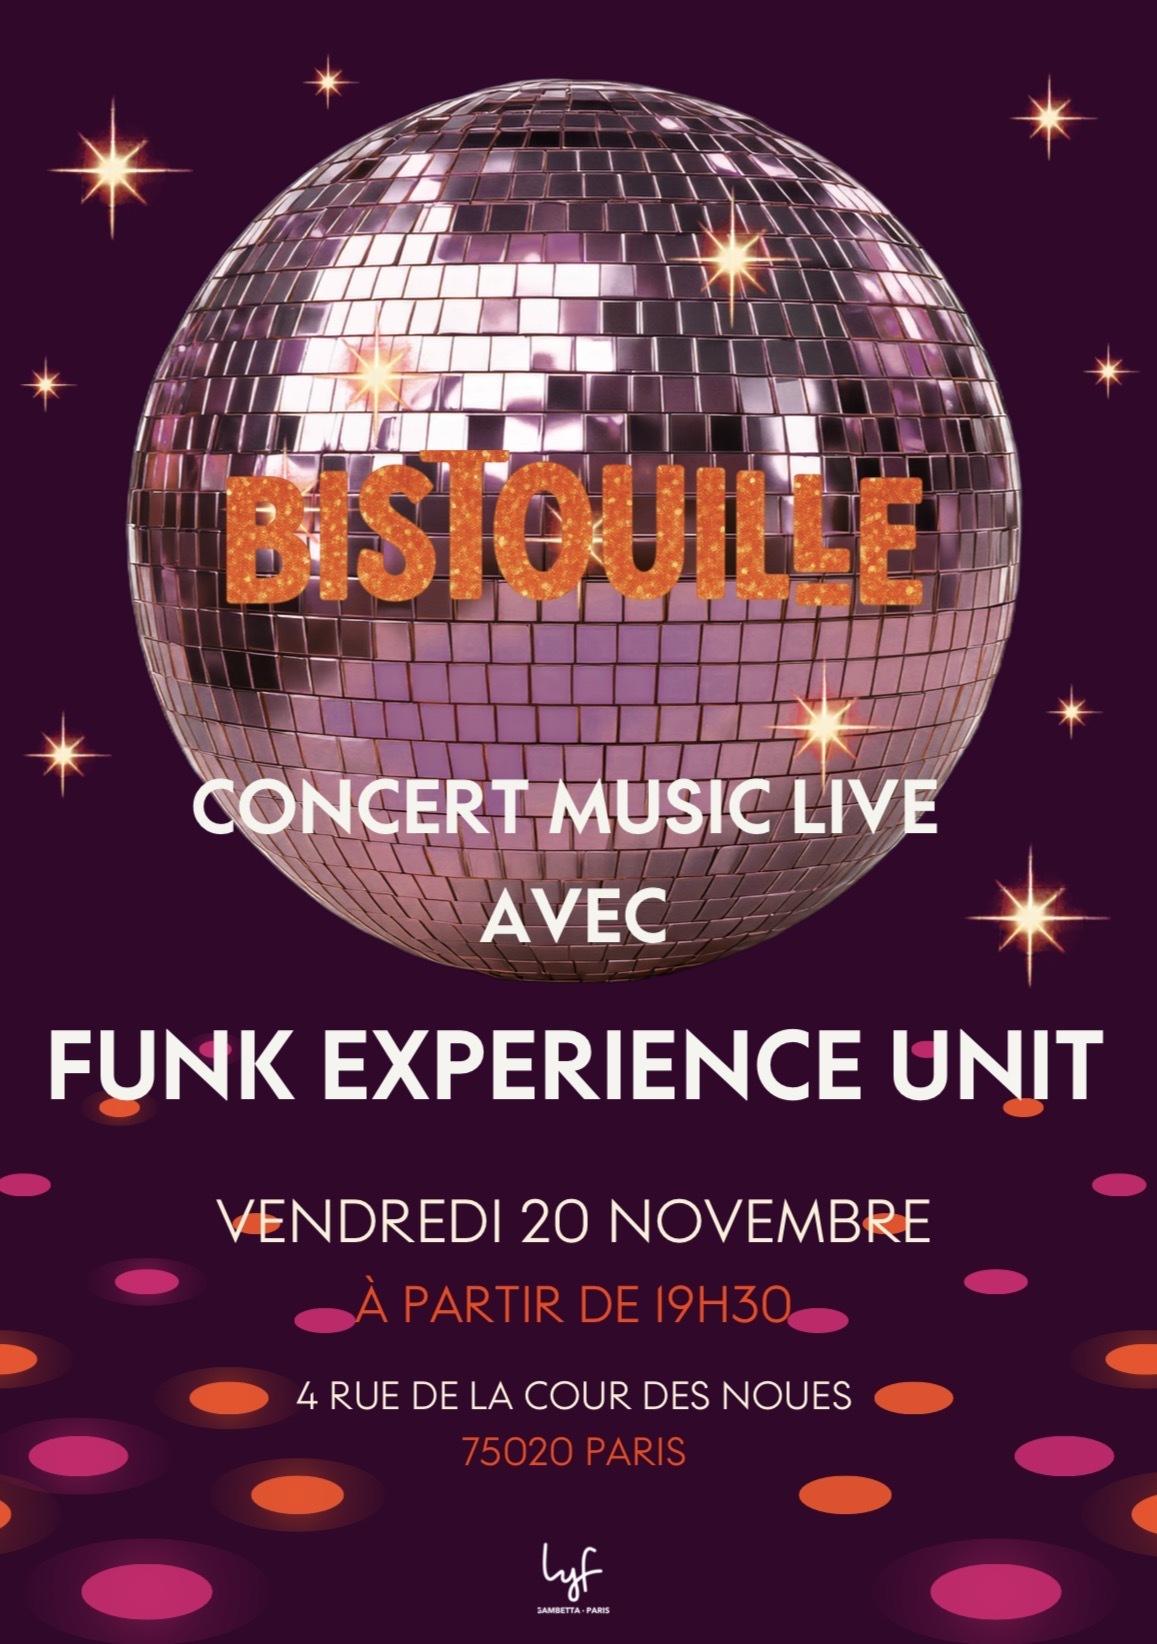 BISTOUILLE
CONCERT MUSIC LIVE
AVEC
FUNK EXPERIENCE UNIT
VENDREDI 20 NOVEMBRE
À PARTIR DE 19H30
4 RUE DE LA COUR DES NOUES
75020 PARIS
lyf
GAMBETTA - PARIS